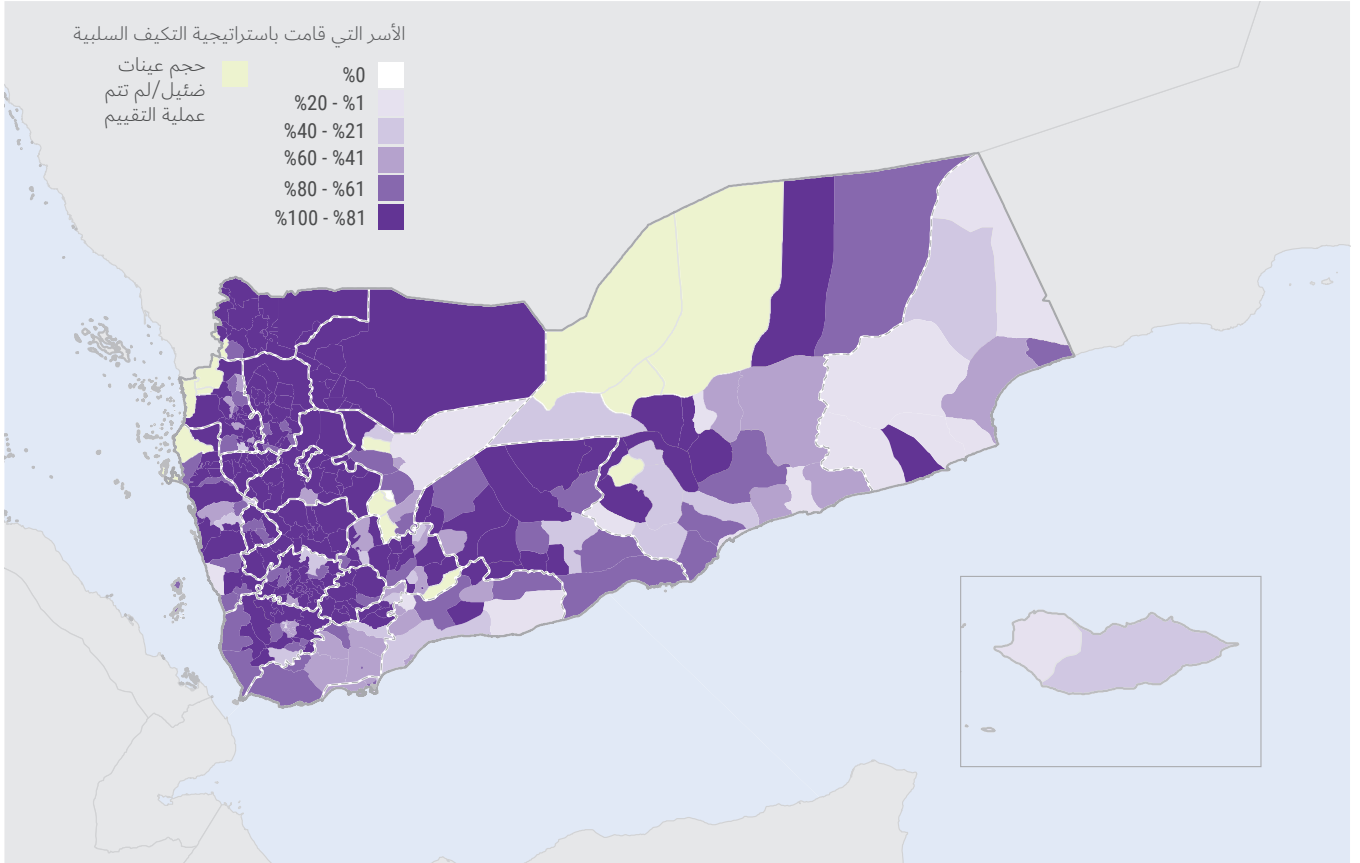 الأسر التي قامت باستراتيجية التكيف السلبية
%0
%20 - %1
%40 - %21
%60 - %41
%80 - %61
%100 - %81
حجم عينات
ضئيل/لم تتم
عملية التقييم